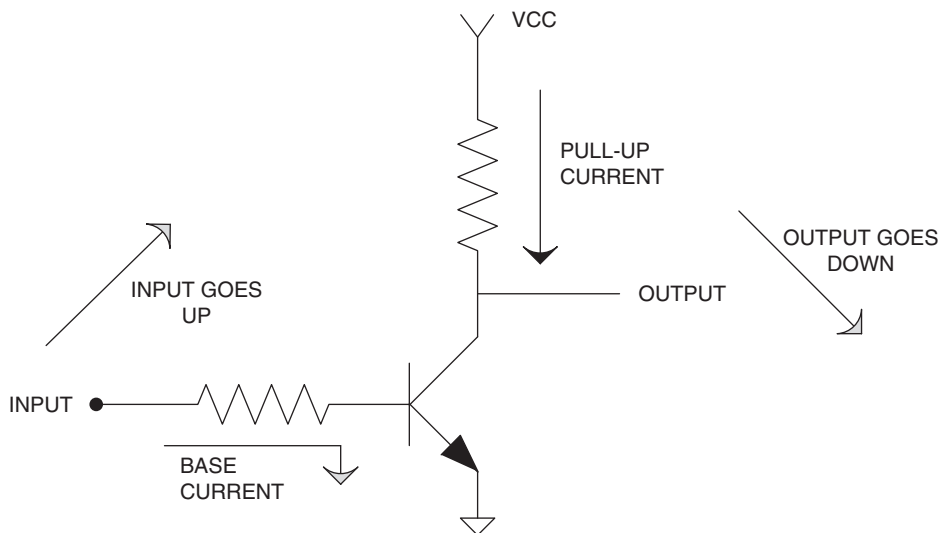 VCC
PULL-UP
CURRENT
OUTPUT GOES
DOWN
INPUT GOES
UP
OUTPUT
INPUT
BASE
CURRENT